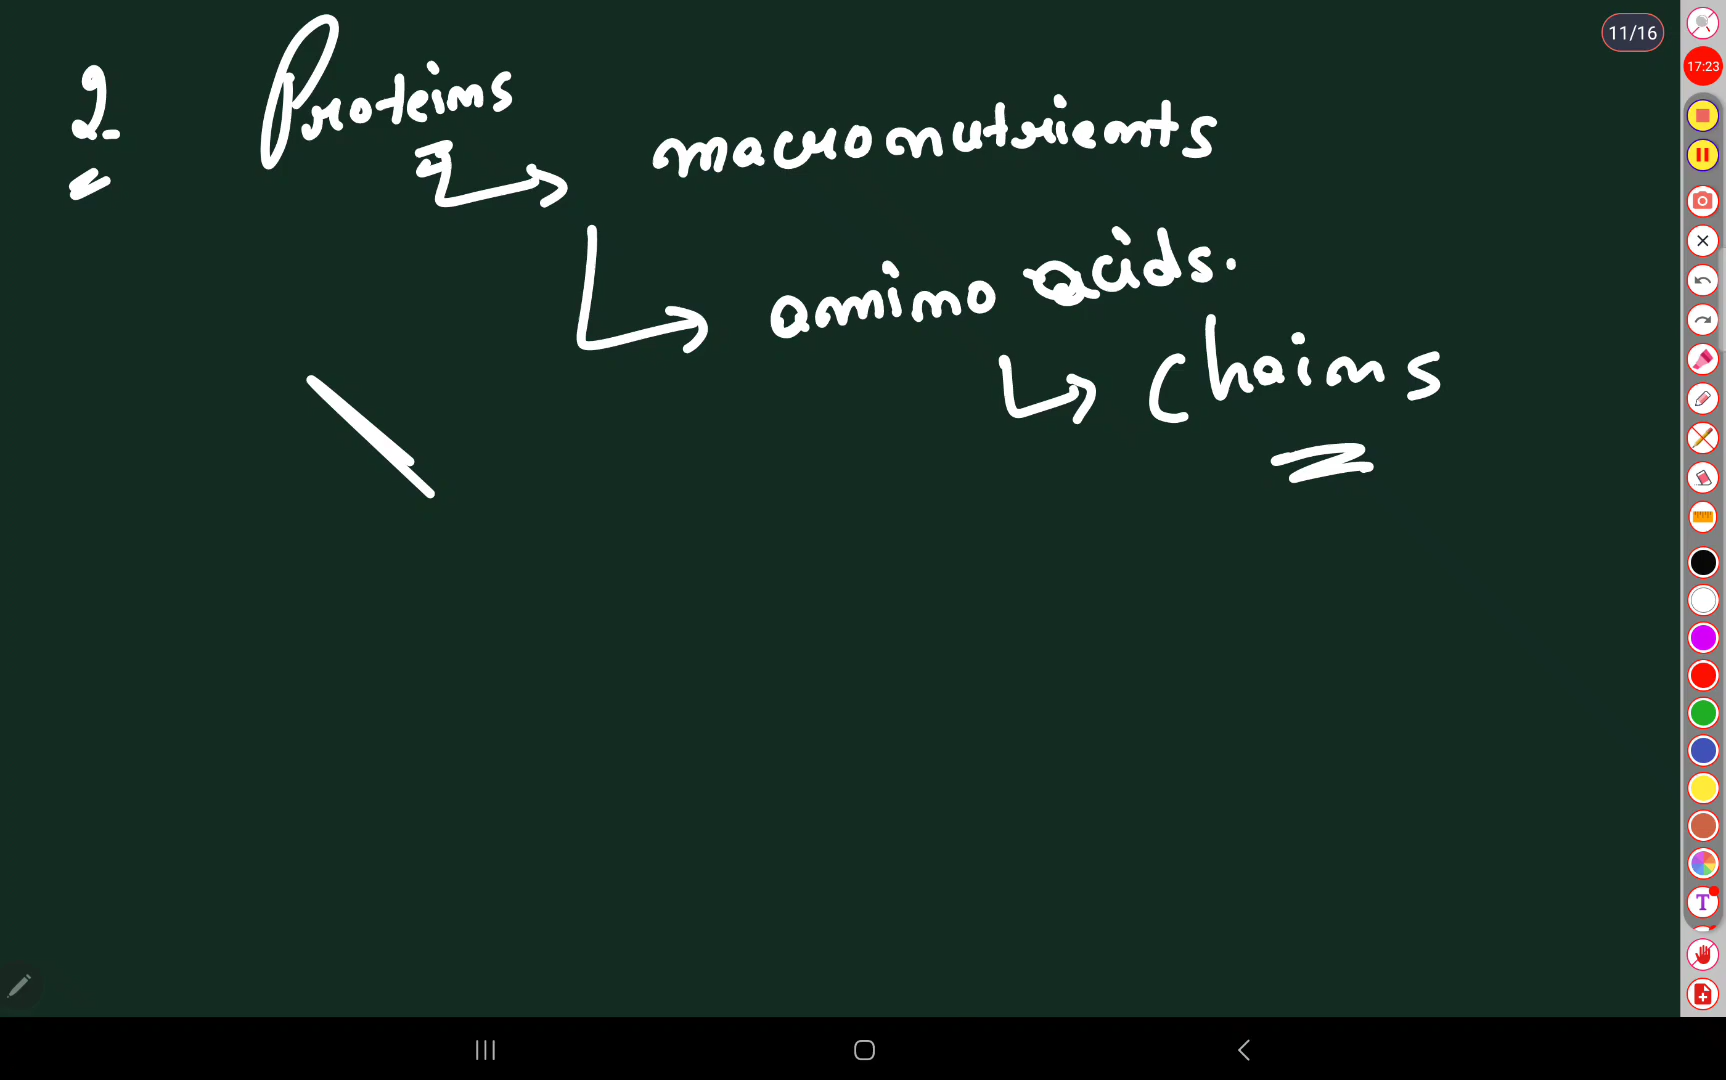 11/16
17:23
2 Proteins
macronutrients
amino acids.
Chains
T